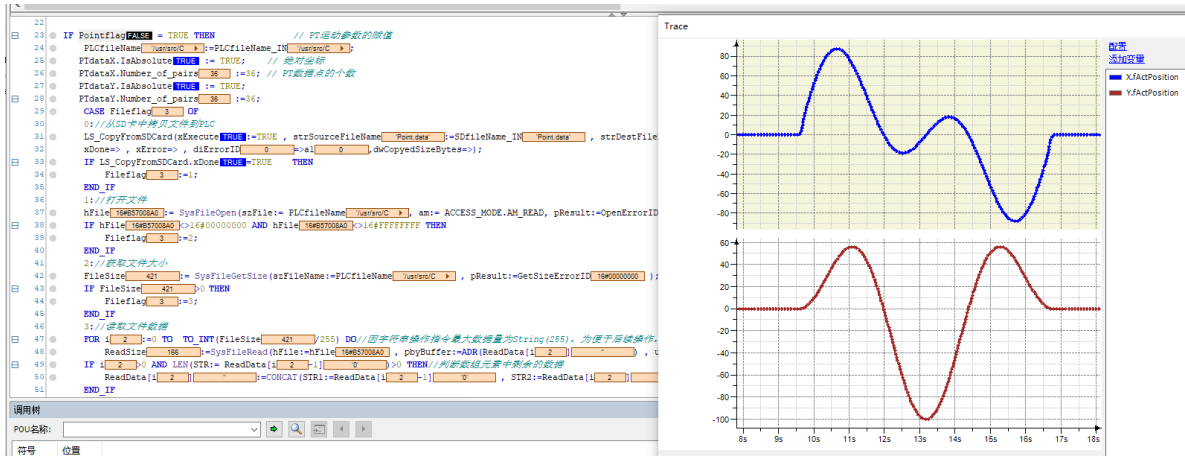 22
23 IF Pointflag FALSE = TRUE THEN // PT运动参数的赋值
24 PLCfileName '/usr/src/C :=PLCfileName_IN '/usr/src/C ;
25 PTdataX.IsAbsolute TRUE := TRUE; // 绝对坐标
26 PTdataX.Number_of_pairs 36 :=36; // PT数据点的个数
27 PTdataY.IsAbsolute TRUE := TRUE;
28 PTdataY.Number_of_pairs 36 :=36;
29 CASE Fileflag 3 OF
30 0://从SD卡中拷贝文件到PLC
31 LS_CopyFromSDCard(xExecute TRUE :=TRUE , strSourceFileName 'Point.data' :=SDfileName_IN 'Point.data' , strDestFile
32 xDone=> , xError=> , diErrorID 0 =>a1 0 ,dwCopyedSizeBytes=>);
33 IF LS_CopyFromSDCard.xDone TRUE =TRUE THEN
34 Fileflag 3 :=1;
35 END_IF
36 1://打开文件
37 hFile 16#B57008A0 := SysFileOpen(szFile:= PLCfileName '/usr/src/C , am:= ACCESS_MODE.AM_READ, pResult:=OpenErrorID
38 IF hFile 16#B57008A0 <>16#00000000 AND hFile 16#B57008A0 <>16#FFFFFFFF THEN
39 Fileflag 3 :=2;
40 END_IF
41 2://获取文件大小
42 FileSize 421 := SysFileGetSize(szFileName:=PLCfileName '/usr/src/C , pResult:=GetSizeErrorID 16#00000000 );
43 IF FileSize 421 >0 THEN
44 Fileflag 3 :=3;
45 END_IF
46 3://读取文件数据
47 FOR i 2 :=0 TO TO_INT(FileSize 421 /255) DO//因字符串操作指令最大数据量为String(255), 为便于后续操作,
48 ReadSize 166 :=SysFileRead(hFile:=hFile 16#B57008A0 , pbyBuffer:=ADR(ReadData[i 2 ] '' ) , u
49 IF i 2 >0 AND LEN(STR:= ReadData[i 2 -1] '0' )>0 THEN//判断数组元素中剩余的数据
50 ReadData[i 2 ] '' :=CONCAT(STR1:=ReadData[i 2 -1] '0' , STR2:=ReadData[i 2 ]
51 END_IF
调用树
POU名称:
符号 位置
Trace
80
60
40
20
0
-20
-40
-60
-80
60
40
20
0
-20
-40
-60
-80
-100
8s 9s 10s 11s 12s 13s 14s 15s 16s 17s 18s
配置
添加变量
X.fActPosition
Y.fActPosition